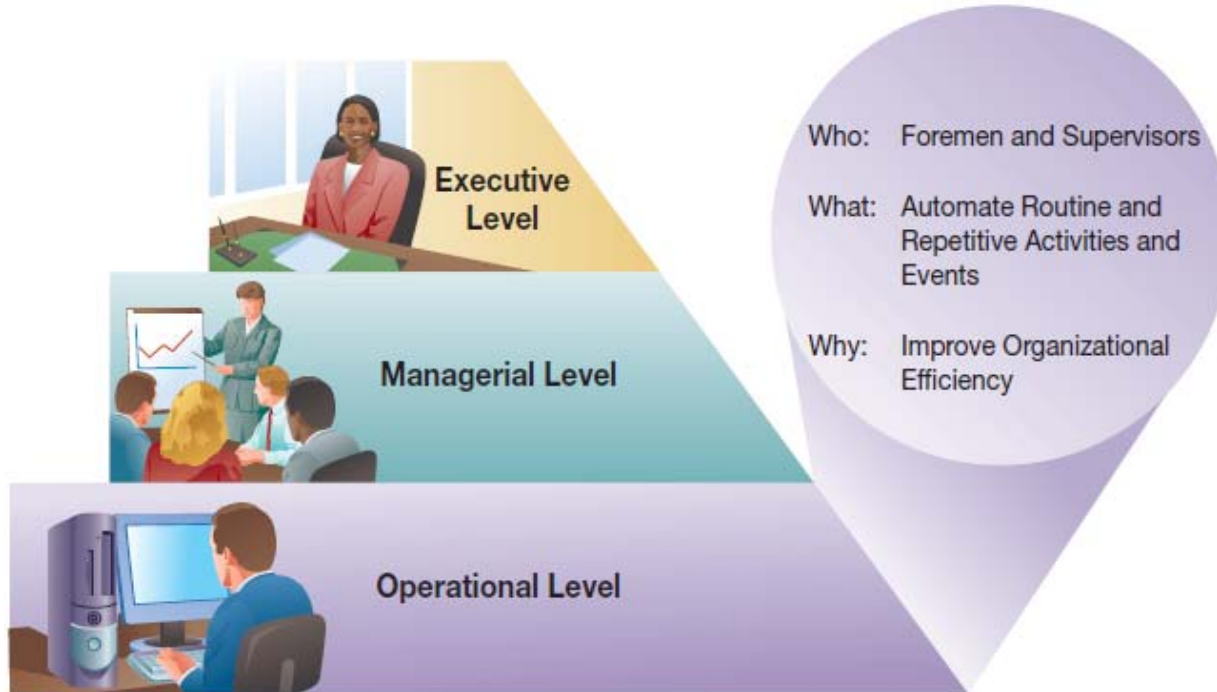 Executive
Level
Managerial Level
Operational Level
Who: Foremen and Supervisors
What: Automate Routine and
Repetitive Activities and
Events
Why: Improve Organizational
Efficiency